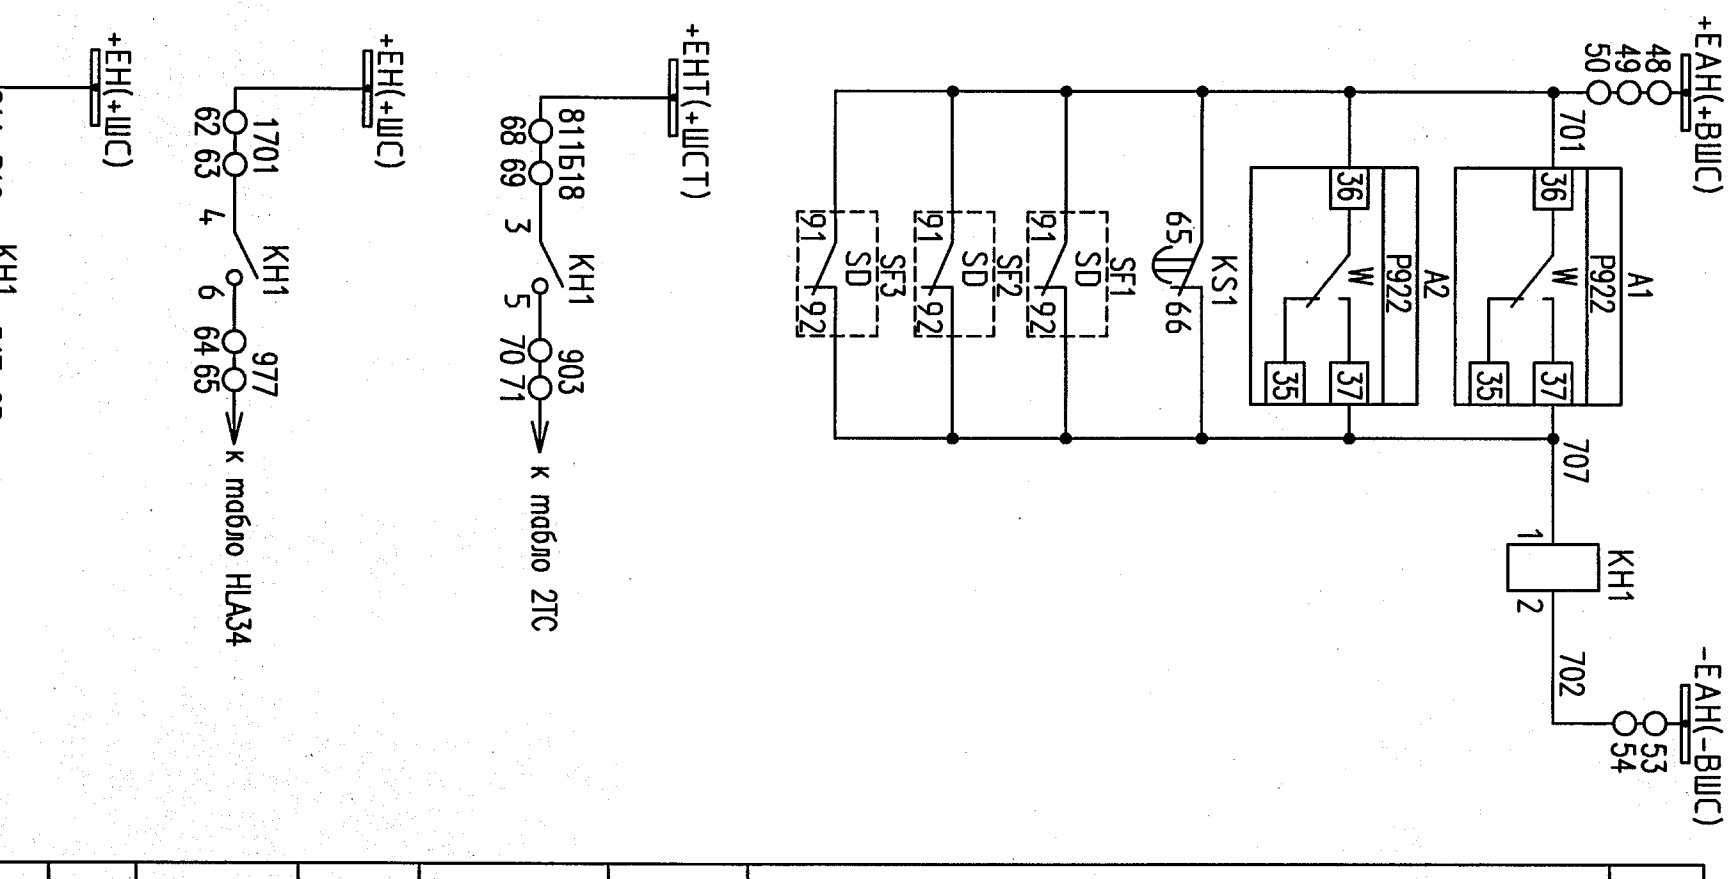 +EAH(+ВШС)
48
49
50
701
A1
P922
36
W
37
35
A2
P922
36
W
37
35
KS1
65
66
SF1
91
SD
92
SF2
91
SD
92
SF3
91
SD
92
707
1
KH1
2
702
-EAH(-ВШС)
53
54
+EHT(+ШСТ)
811Б18
68 69
3
KH1
5
903
70 71
к табло 2ТС
+EH(+ШС)
1701
62 63
4
KH1
6
977
64 65
к табло HLA34
+EH(+ШС)
KH1